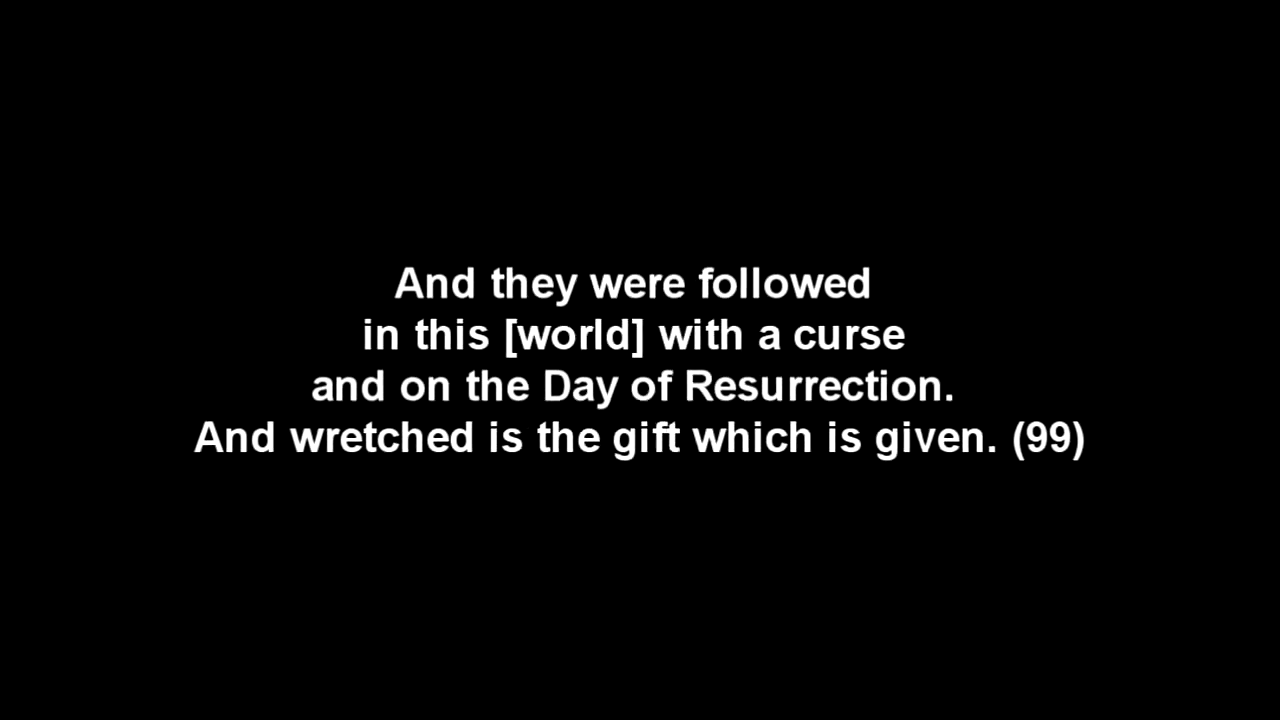 And they were followed
in this [world] with a curse
and on the Day of Resurrection.
And wretched is the gift which is given. (99)